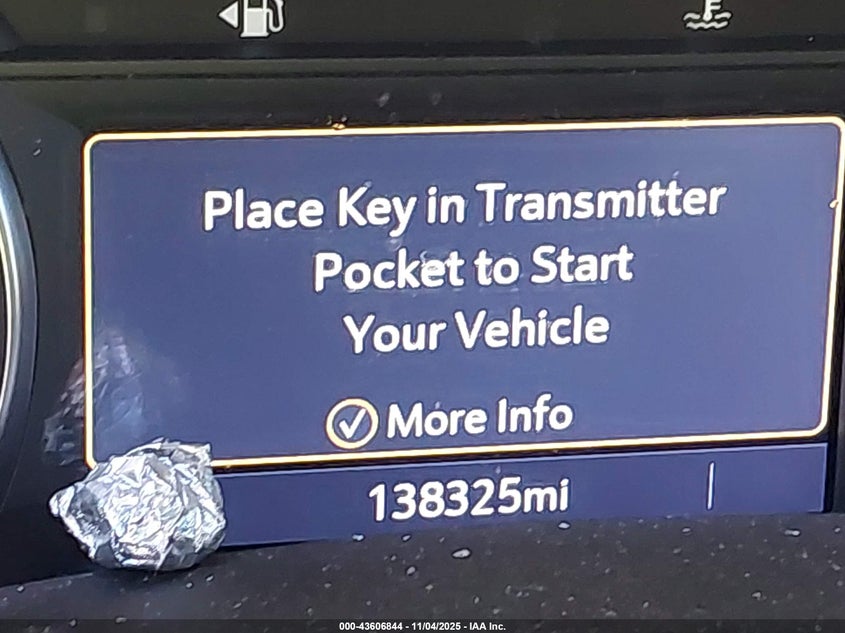 F
Place Key in Transmitter
Pocket to Start
Your Vehicle
More Info
138325mi
000-43606844 - 11/04/2025 - IAA Inc.